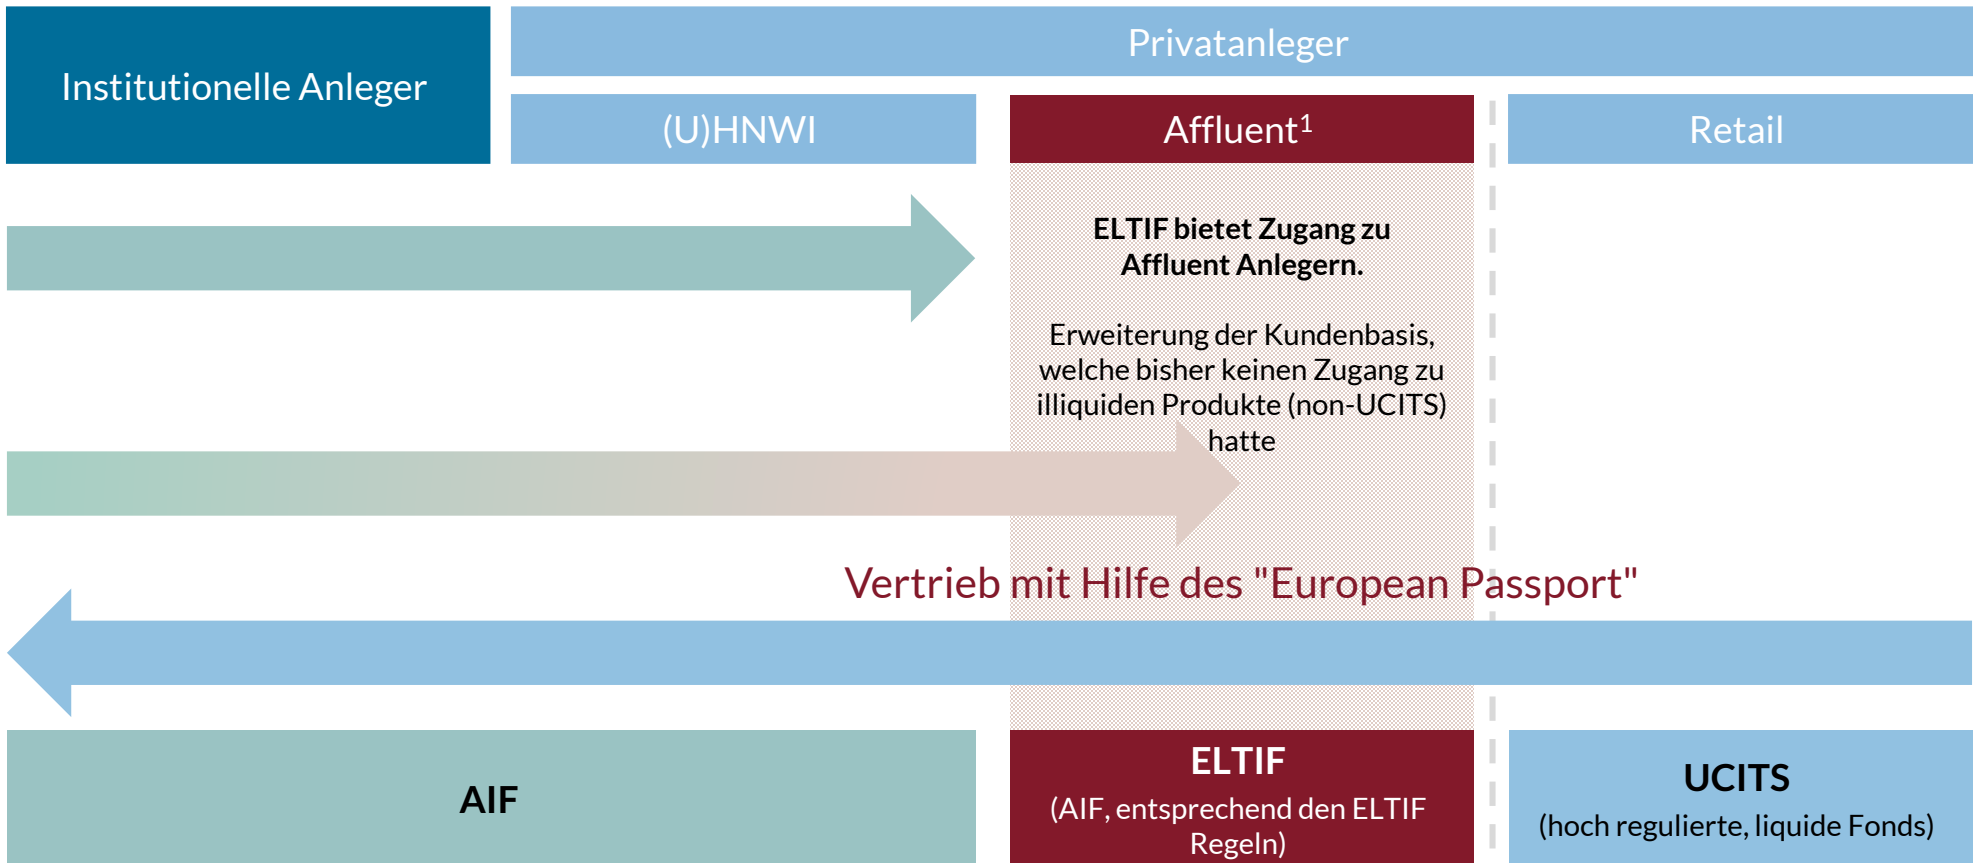 Institutionelle Anleger
Privatanleger
(U)HNWI
Affluent¹
Retail
ELTIF bietet Zugang zu
Affluent Anlegern.
Erweiterung der Kundenbasis,
welche bisher keinen Zugang zu
illiquiden Produkte (non-UCITS)
hatte
Vertrieb mit Hilfe des "European Passport"
AIF
ELTIF
(AIF, entsprechend den ELTIF
Regeln)
UCITS
(hoch regulierte, liquide Fonds)